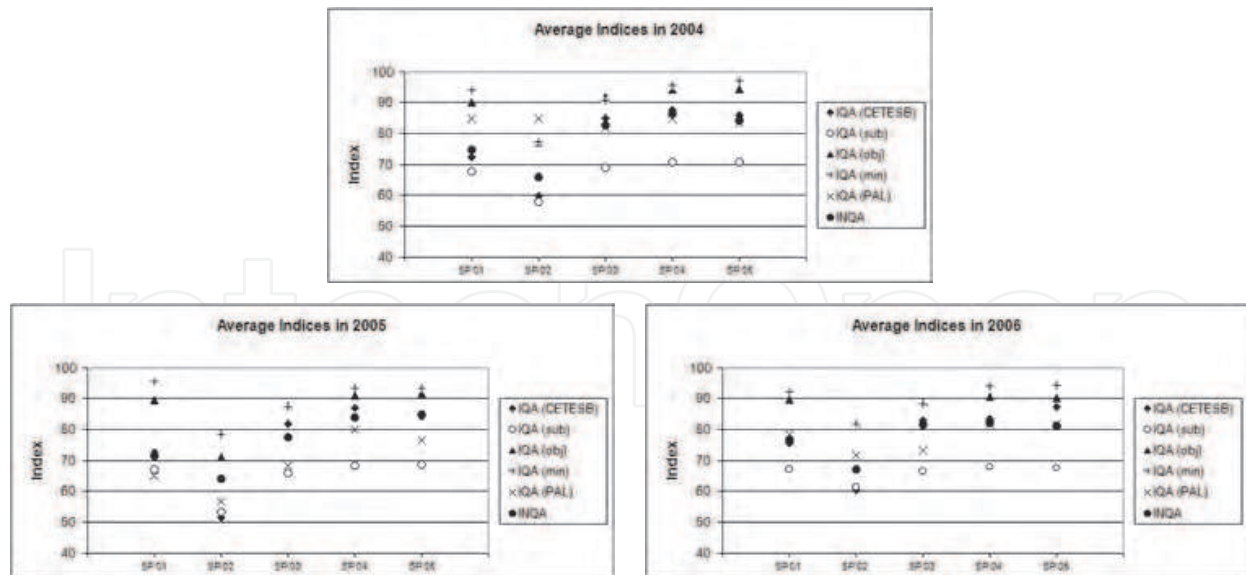 Average Indices in 2004
Index
100
90
80
70
60
50
40
SP01
SP02
SP03
SP04
SP05
IQA (CETESB)
IQA (sub)
IQA (obj)
IQA (min)
IQA (PAL)
INQA
Average Indices in 2005
Index
100
90
80
70
60
50
40
SP01
SP02
SP03
SP04
SP05
IQA (CETESB)
IQA (sub)
IQA (obj)
IQA (min)
IQA (PAL)
INQA
Average Indices in 2006
Index
100
90
80
70
60
50
40
SP01
SP02
SP03
SP04
SP05
IQA (CETESB)
IQA (sub)
IQA (obj)
IQA (min)
IQA (PAL)
INQA
IntechOpen